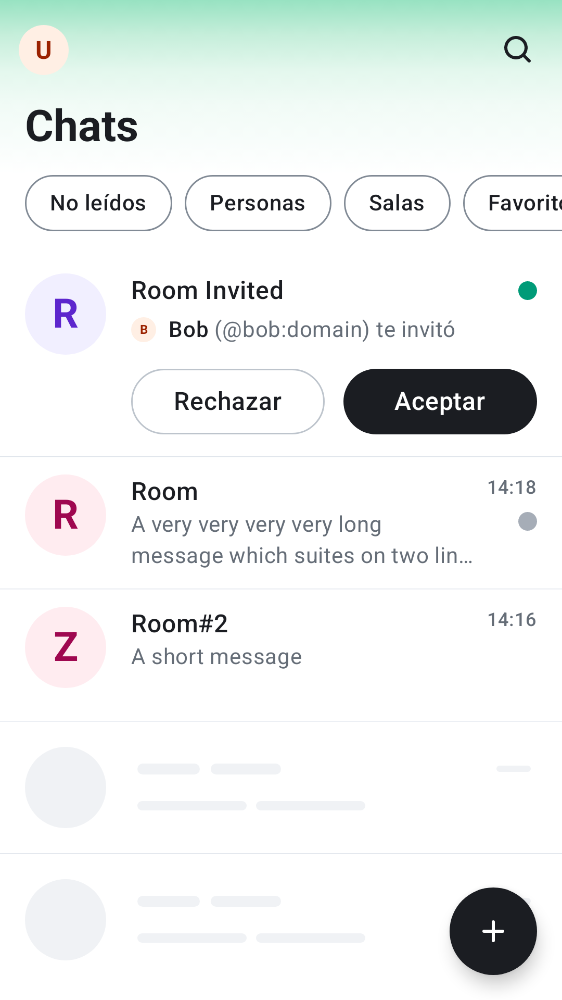 U
Chats
No leídos
Personas
Salas
Favorito
R
Room Invited
B
Bob (@bob:domain) te invitó
Rechazar
Aceptar
R
Room
14:18
A very very very very long
message which suites on two lin…
Z
Room#2
14:16
A short message